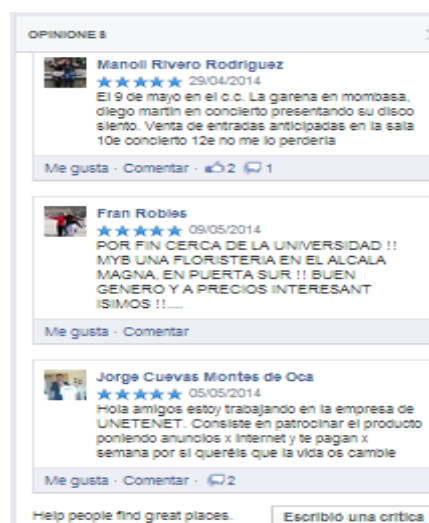 OPINIONES
Manoli Rivero Rodriguez
29/04/2014
El 9 de mayo en el c.c. La garena en mombasa,
diego martin en concierto presentando su disco
siento. Venta de entradas anticipadas en la sala
10e concierto 12e no me lo perderia
Me gusta · Comentar · 2 1
Fran Robles
09/05/2014
POR FIN CERCA DE LA UNIVERSIDAD !!
MYB UNA FLORISTERIA EN EL ALCALA
MAGNA, EN PUERTA SUR !! BUEN
GENERO Y A PRECIOS INTERESANT
ISIMOS !!....
Me gusta · Comentar
Jorge Cuevas Montes de Oca
05/05/2014
Hola amigos estoy trabajando en la empresa de
UNETENET. Consiste en patrocinar el producto
poniendo anuncios x internet y te pagan x
semana por si queréis que la vida os cambie
Me gusta · Comentar · 2
Help people find great places.
Escribió una crítica